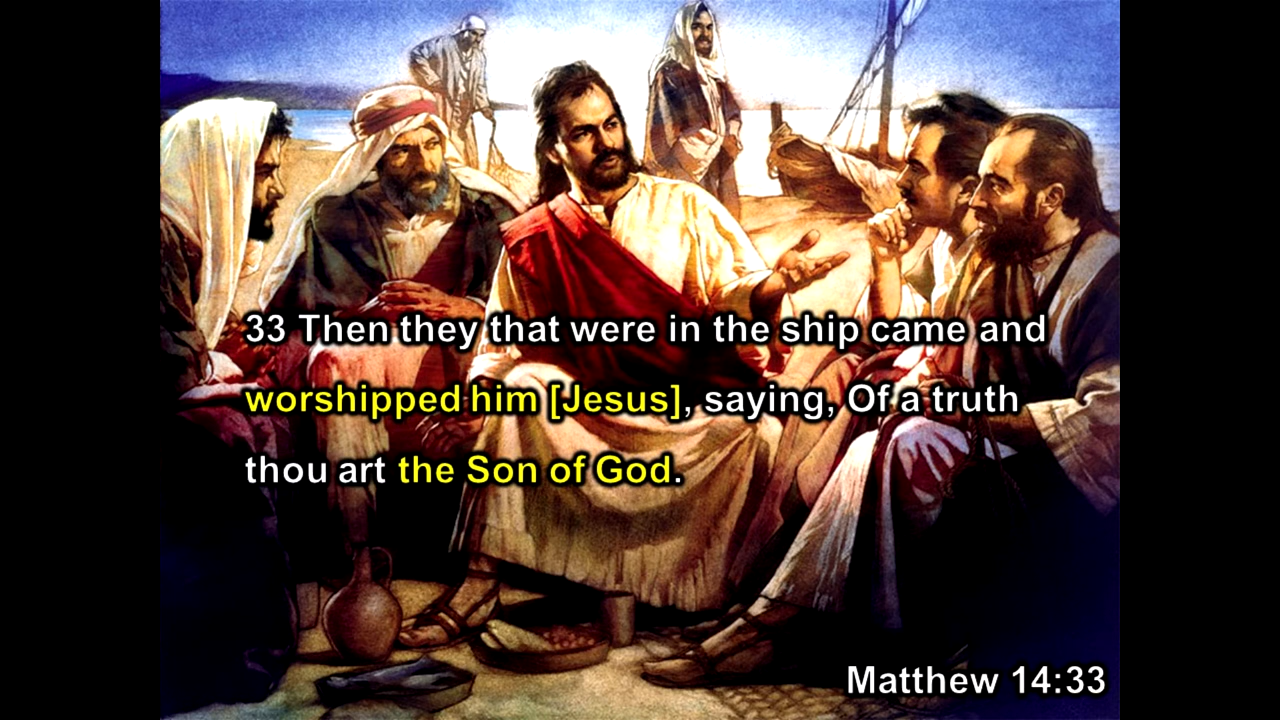 33 Then they that were in the ship came and
worshipped him [Jesus], saying, Of a truth
thou art the Son of God.
Matthew 14:33